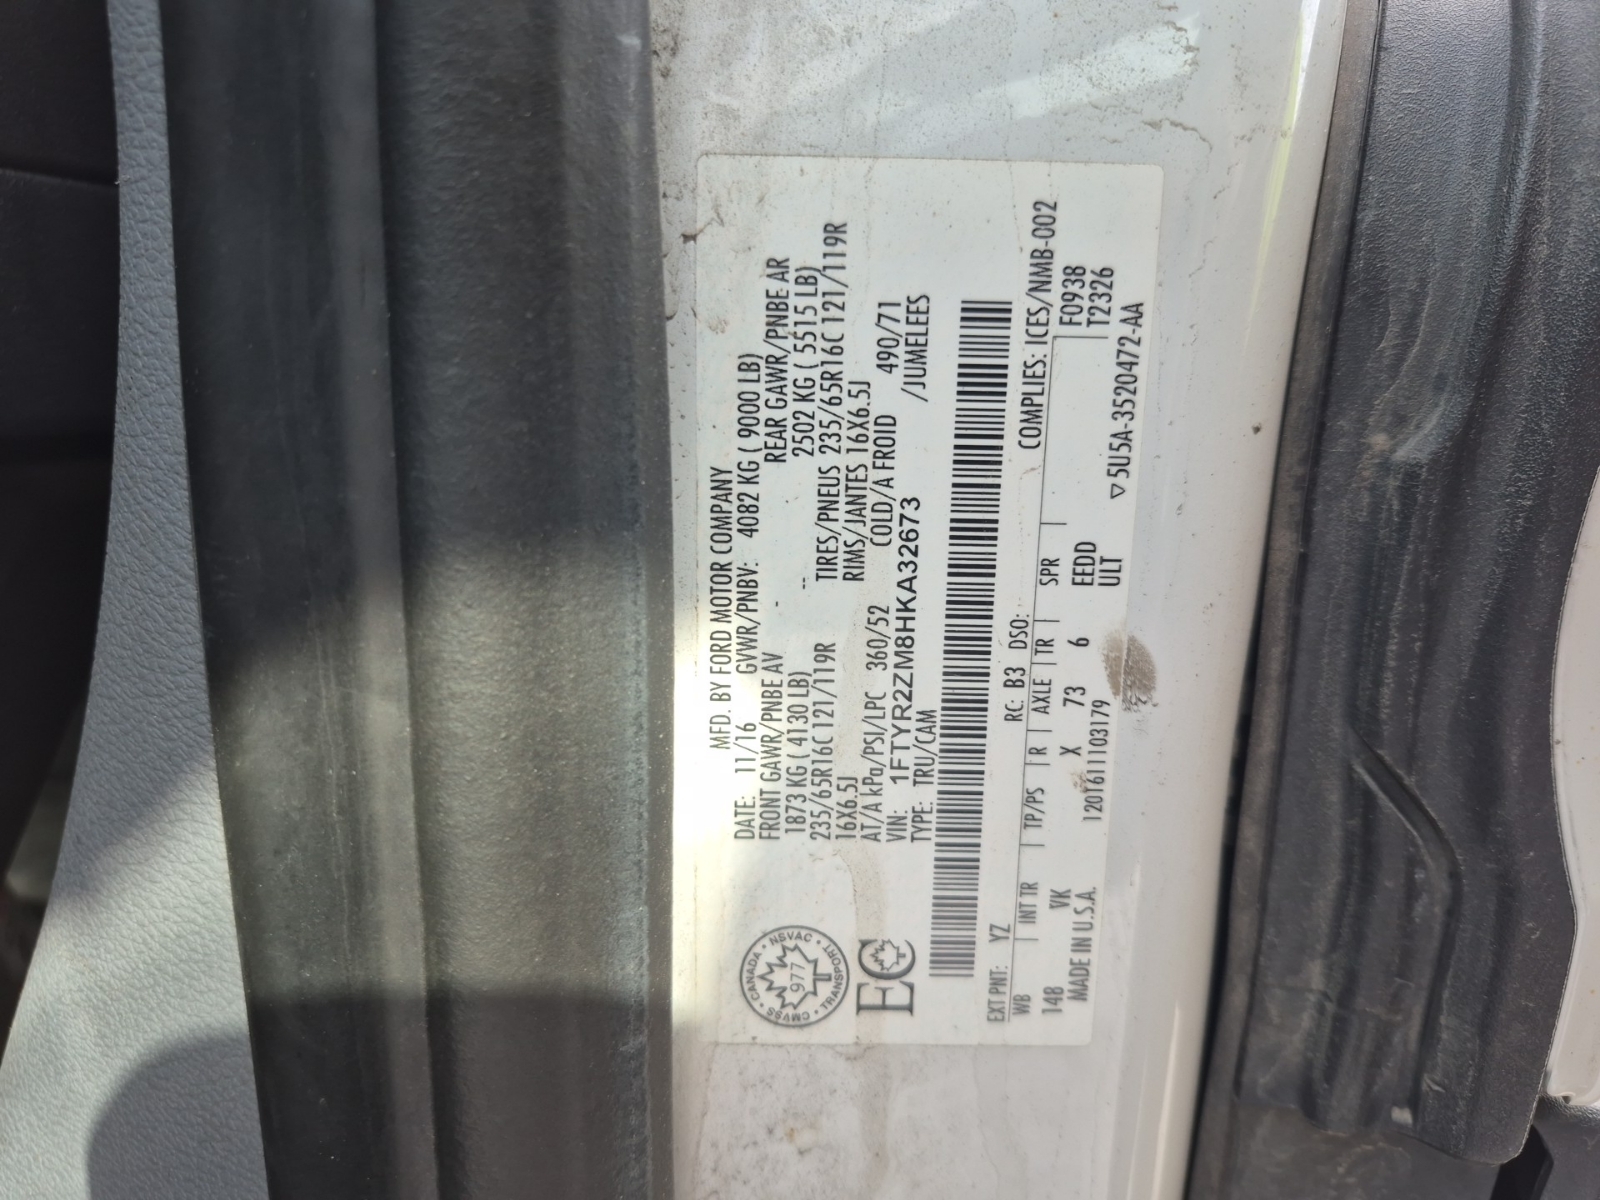 MFD. BY FORD MOTOR COMPANY
DATE: 11/16 GVWR/PNBV: 4082 KG ( 9000 LB)
FRONT GAWR/PNBE AV - REAR GAWR/PNBE AR
1873 KG ( 4130 LB) -- 2502 KG ( 5515 LB)
235/65R16C 121/119R TIRES/PNEUS 235/65R16C 121/119R
16X6.5J RIMS/JANTES 16X6.5J
AT/A kPa/PSI/LPC 360/52 COLD/A FROID 490/71
VIN: 1FTYR2ZM8HKA32673 /JUMELEES
TYPE: TRU/CAM
CANADA • NSVAC • TRANSPORT • CMVSS
977
EC
EXT PNT: YZ RC: B3 DSO: COMPLIES: ICES/NMB-002
WB INT TR TP/PS R AXLE TR SPR F0938
148 VK X 73 6 EEDD T2326
MADE IN U.S.A. 1201611103179 ULT ▽5U5A-3520472-AA